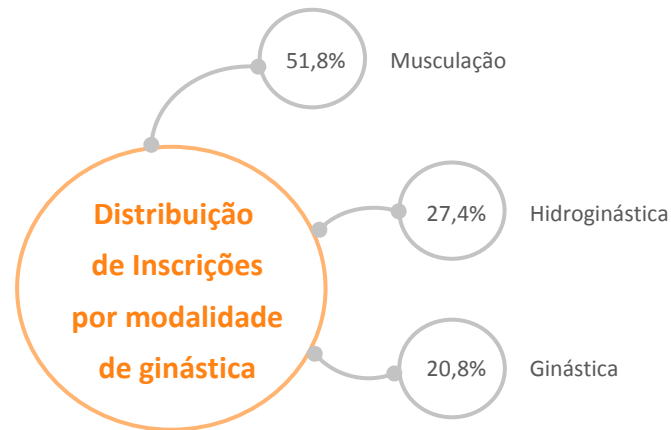 51,8% Musculação
Distribuição
de Inscrições
por modalidade
de ginástica
27,4% Hidroginástica
20,8% Ginástica